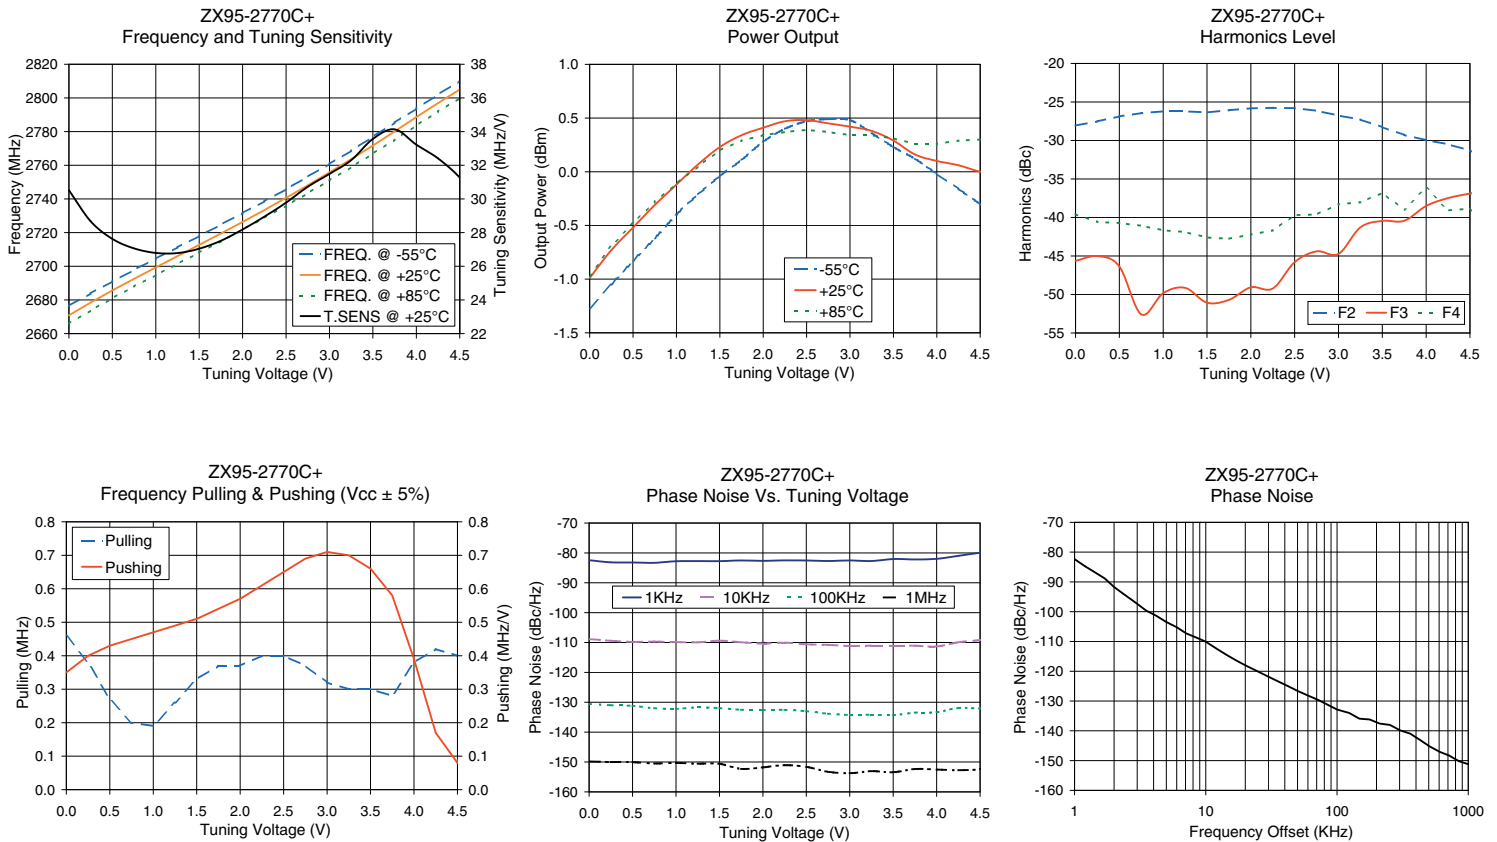 ZX95-2770C+
Frequency and Tuning Sensitivity
2820
2800
2780
2760
2740
2720
2700
2680
2660
Frequency (MHz)
38
36
34
32
30
28
26
24
22
Tuning Sensitivity (MHz/V)
FREQ. @ -55°C
FREQ. @ +25°C
FREQ. @ +85°C
T.SENS @ +25°C
0.0 0.5 1.0 1.5 2.0 2.5 3.0 3.5 4.0 4.5
Tuning Voltage (V)
ZX95-2770C+
Power Output
1.0
0.5
0.0
-0.5
-1.0
-1.5
Output Power (dBm)
-55°C
+25°C
+85°C
0.0 0.5 1.0 1.5 2.0 2.5 3.0 3.5 4.0 4.5
Tuning Voltage (V)
ZX95-2770C+
Harmonics Level
-20
-25
-30
-35
-40
-45
-50
-55
Harmonics (dBc)
F2 F3 F4
0.0 0.5 1.0 1.5 2.0 2.5 3.0 3.5 4.0 4.5
Tuning Voltage (V)
ZX95-2770C+
Frequency Pulling & Pushing (Vcc ± 5%)
0.8
0.7
0.6
0.5
0.4
0.3
0.2
0.1
0.0
Pulling (MHz)
Pulling
Pushing
0.8
0.7
0.6
0.5
0.4
0.3
0.2
0.1
0.0
Pushing (MHz/V)
0.0 0.5 1.0 1.5 2.0 2.5 3.0 3.5 4.0 4.5
Tuning Voltage (V)
ZX95-2770C+
Phase Noise Vs. Tuning Voltage
-70
-80
-90
-100
-110
-120
-130
-140
-150
-160
Phase Noise (dBc/Hz)
1KHz 10KHz 100KHz 1MHz
0.0 0.5 1.0 1.5 2.0 2.5 3.0 3.5 4.0 4.5
Tuning Voltage (V)
ZX95-2770C+
Phase Noise
-70
-80
-90
-100
-110
-120
-130
-140
-150
-160
Phase Noise (dBc/Hz)
1 10 100 1000
Frequency Offset (KHz)